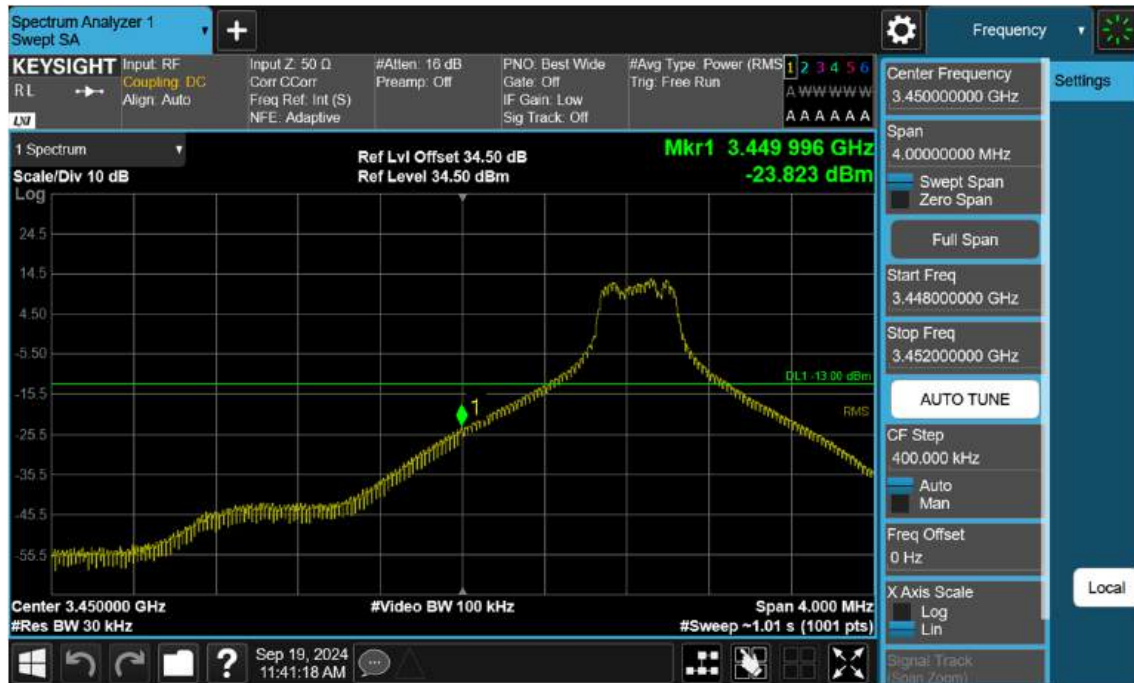 Spectrum Analyzer 1
Swept SA
+
Frequency
KEYSIGHT
RL
LXI
Input: RF
Coupling: DC
Align: Auto
Input Z: 50 Ω
Corr CCorr
Freq Ref: Int (S)
NFE: Adaptive
#Atten: 16 dB
Preamp: Off
PNO: Best Wide
Gate: Off
IF Gain: Low
Sig Track: Off
#Avg Type: Power (RMS
Trig: Free Run
1 2 3 4 5 6
A W W W W W
A A A A A A
1 Spectrum
Scale/Div 10 dB
Log
Ref Lvl Offset 34.50 dB
Ref Level 34.50 dBm
Mkr1 3.449 996 GHz
-23.823 dBm
24.5
14.5
4.50
-5.50
-15.5
-25.5
-35.5
-45.5
-55.5
DL1 -13.00 dBm
RMS
1
Center 3.450000 GHz
#Res BW 30 kHz
#Video BW 100 kHz
Span 4.000 MHz
#Sweep ~1.01 s (1001 pts)
Center Frequency
3.450000000 GHz
Settings
Span
4.00000000 MHz
Swept Span
Zero Span
Full Span
Start Freq
3.448000000 GHz
Stop Freq
3.452000000 GHz
AUTO TUNE
CF Step
400.000 kHz
Auto
Man
Freq Offset
0 Hz
X Axis Scale
Log
Lin
Local
Signal Track
(Span Zoom)
?
Sep 19, 2024
11:41:18 AM